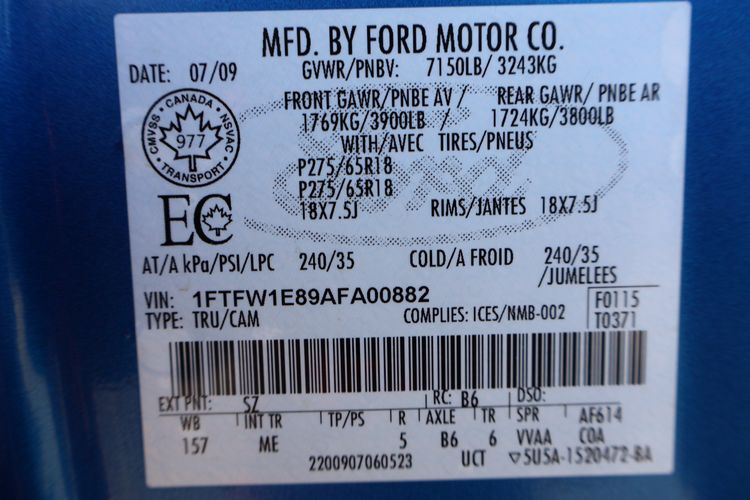 MFD. BY FORD MOTOR CO.
DATE: 07/09 GVWR/PNBV: 7150LB/ 3243KG
FRONT GAWR/PNBE AV / REAR GAWR/ PNBE AR
1769KG/3900LB / 1724KG/3800LB
WITH/AVEC TIRES/PNEUS
CANADA
CMVSS 977 NSVAC
TRANSPORT
P275/65R18
P275/65R18
EC
18X7.5J RIMS/JANTES 18X7.5J
AT/A kPa/PSI/LPC 240/35 COLD/A FROID 240/35
/JUMELEES
VIN: 1FTFW1E89AFA00882 F0115
TYPE: TRU/CAM COMPLIES: ICES/NMB-002 T0371
EXT PNT: SZ RC: B6 DSO:
WB INT TR TP/PS R AXLE TR SPR AF614
157 ME 5 B6 6 VVAA COA
2200907060523 UCT ▽5U5A-1520472-BA